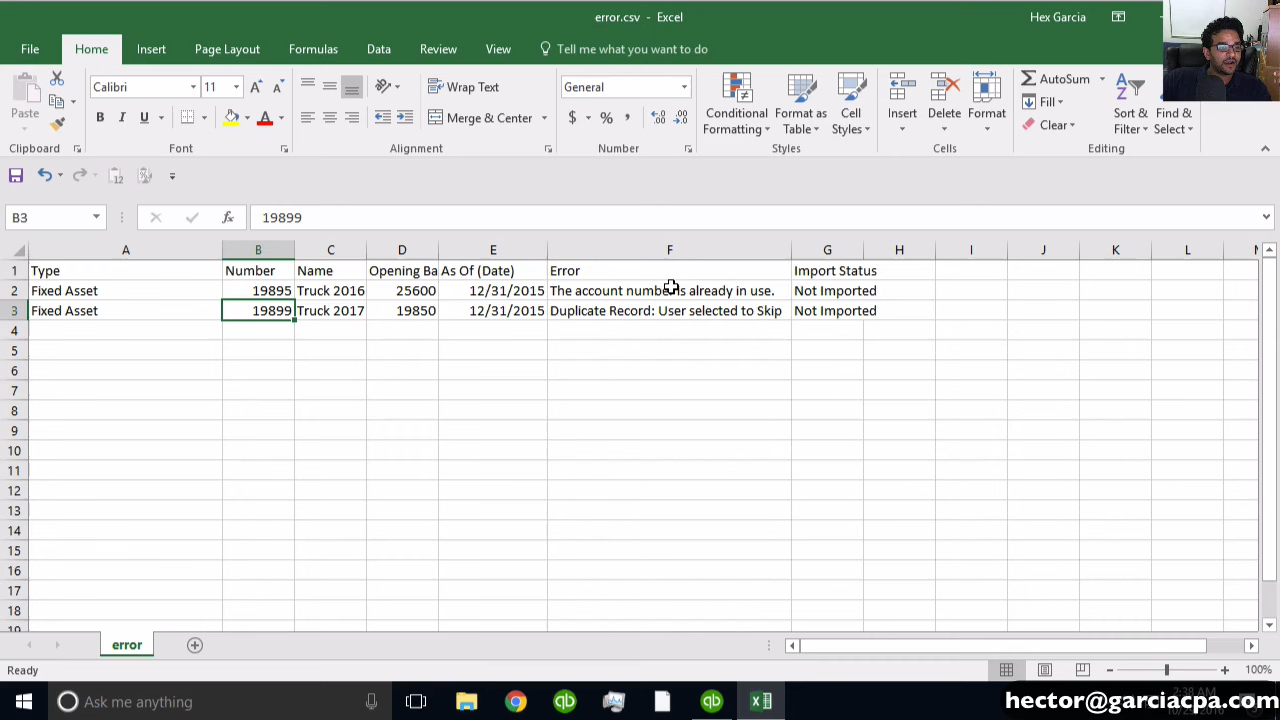 error.csv - Excel
Hex Garcia
File Home Insert Page Layout Formulas Data Review View Tell me what you want to do
Paste
Calibri 11
B I U A
Wrap Text
Merge & Center
General
$ % ,
Conditional Formatting
Format as Table
Cell Styles
Insert Delete Format
AutoSum
Fill
Clear
Sort & Filter
Find & Select
Clipboard Font Alignment Number Styles Cells Editing
B3 fx 19899
A B C D E F G H I J K L
1 Type Number Name Opening Ba As Of (Date) Error Import Status
2 Fixed Asset 19895 Truck 2016 25600 12/31/2015 The account number is already in use. Not Imported
3 Fixed Asset 19899 Truck 2017 19850 12/31/2015 Duplicate Record: User selected to Skip Not Imported
4
5
6
7
8
9
10
11
12
13
14
15
16
17
18
error
Ready 100%
Ask me anything
hector@garciacpa.com